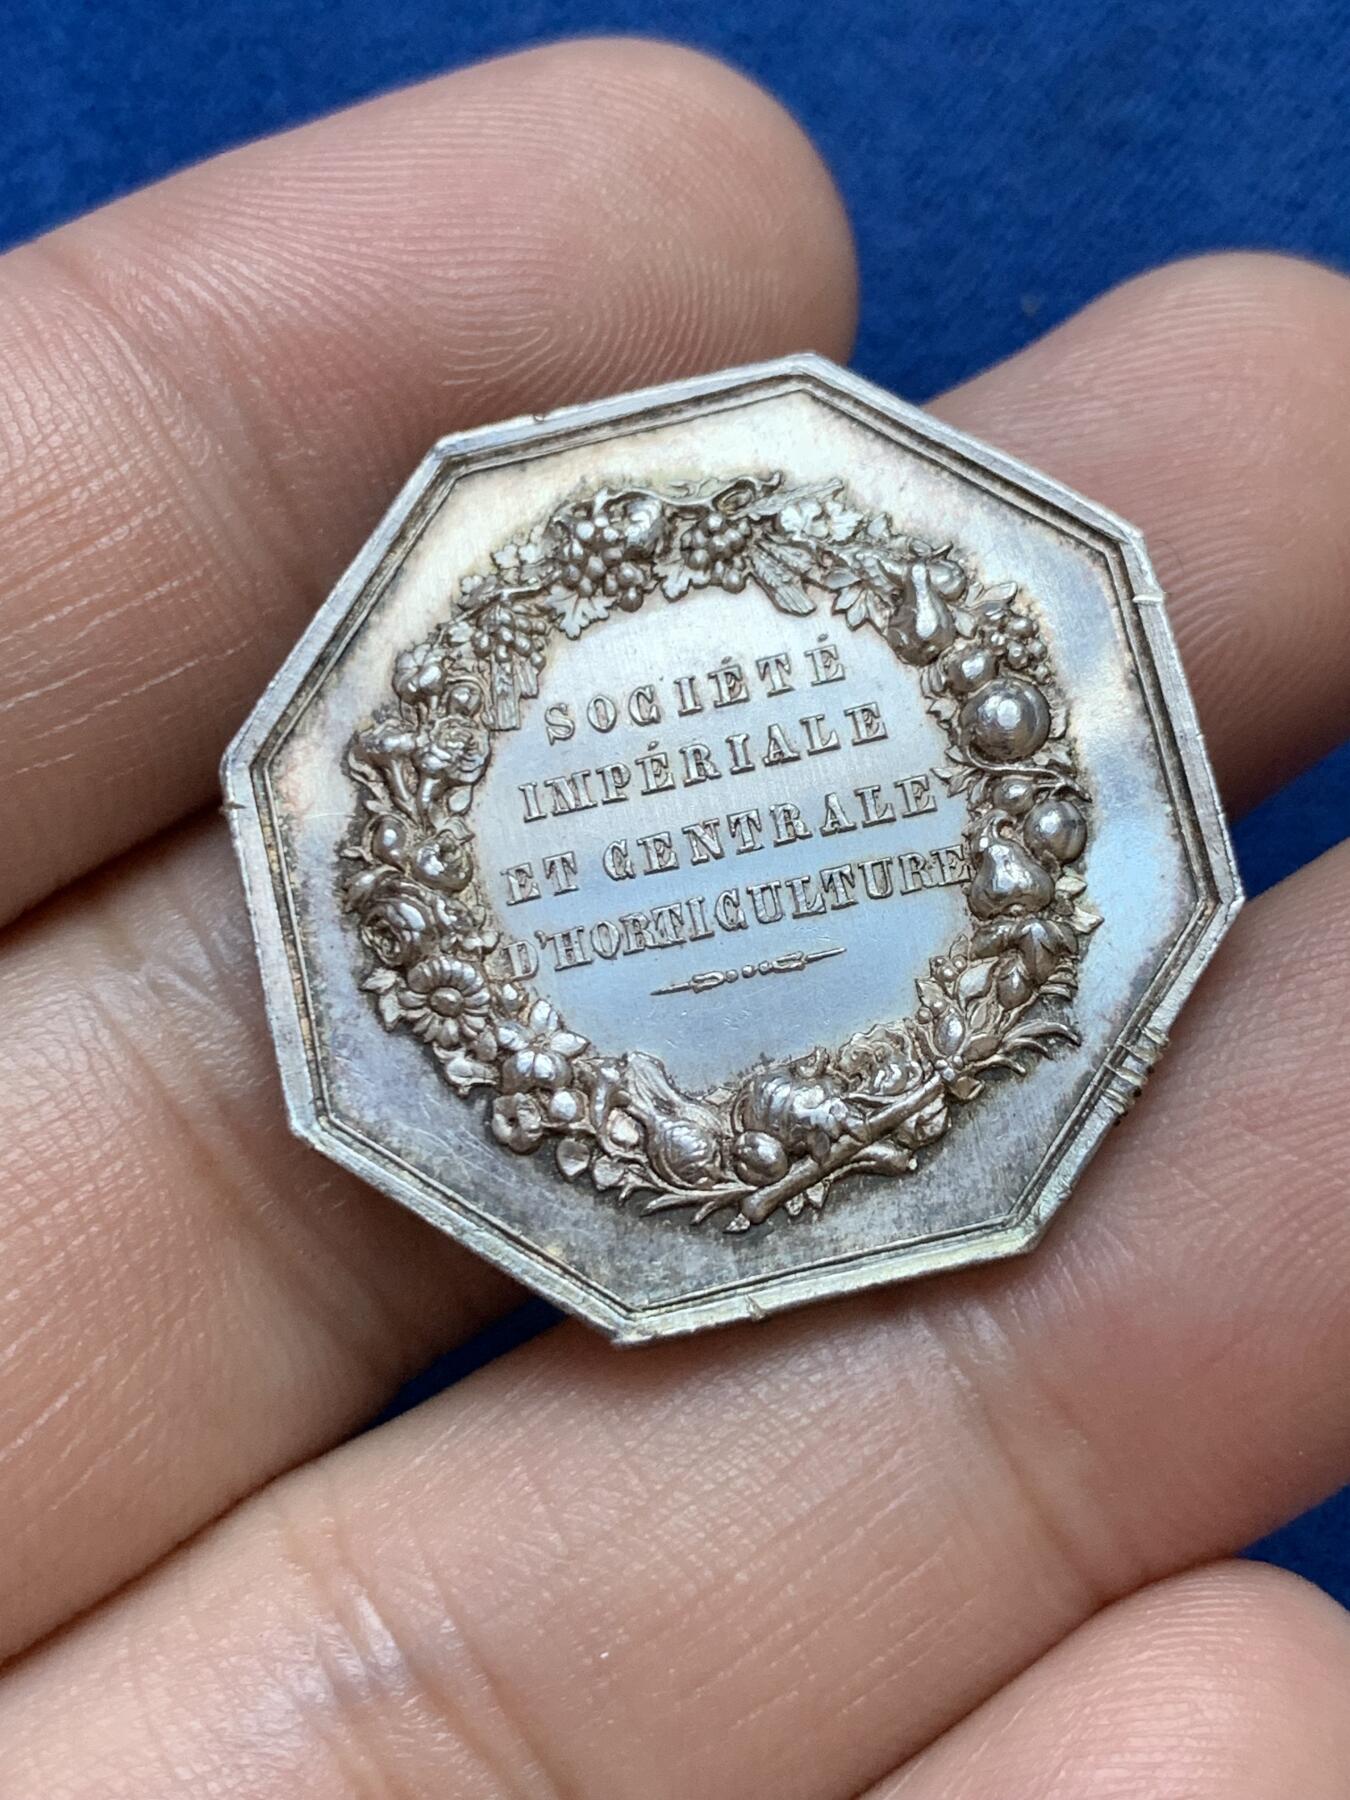 SOCIÉTÉ
IMPÉRIALE
ET CENTRALE
D'HORTICULTURE